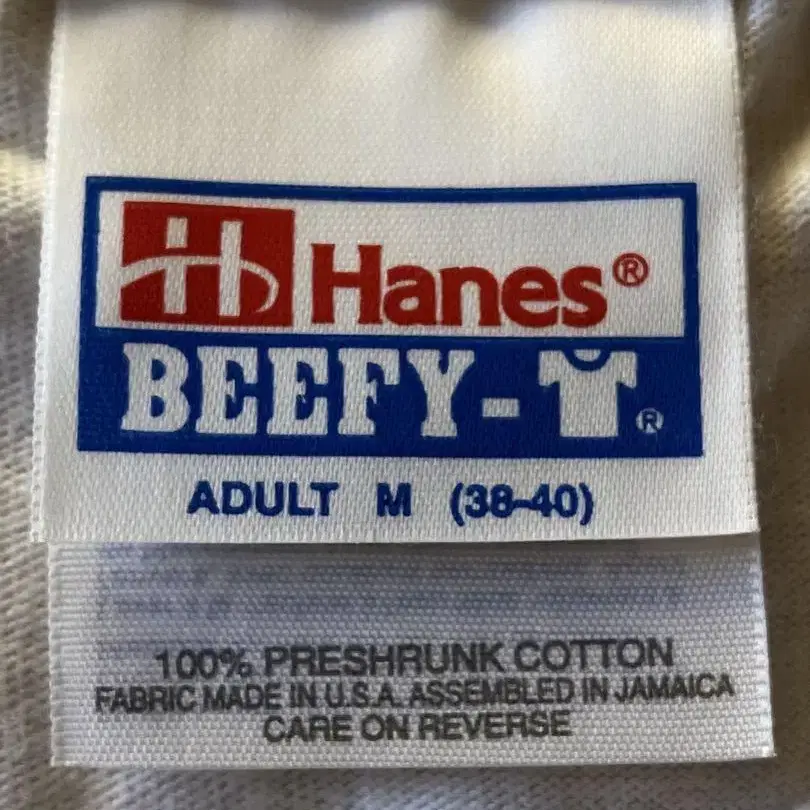 H Hanes®
BEEFY-®
ADULT M (38-40)
100% PRESHRUNK COTTON
FABRIC MADE IN U.S.A. ASSEMBLED IN JAMAICA
CARE ON REVERSE